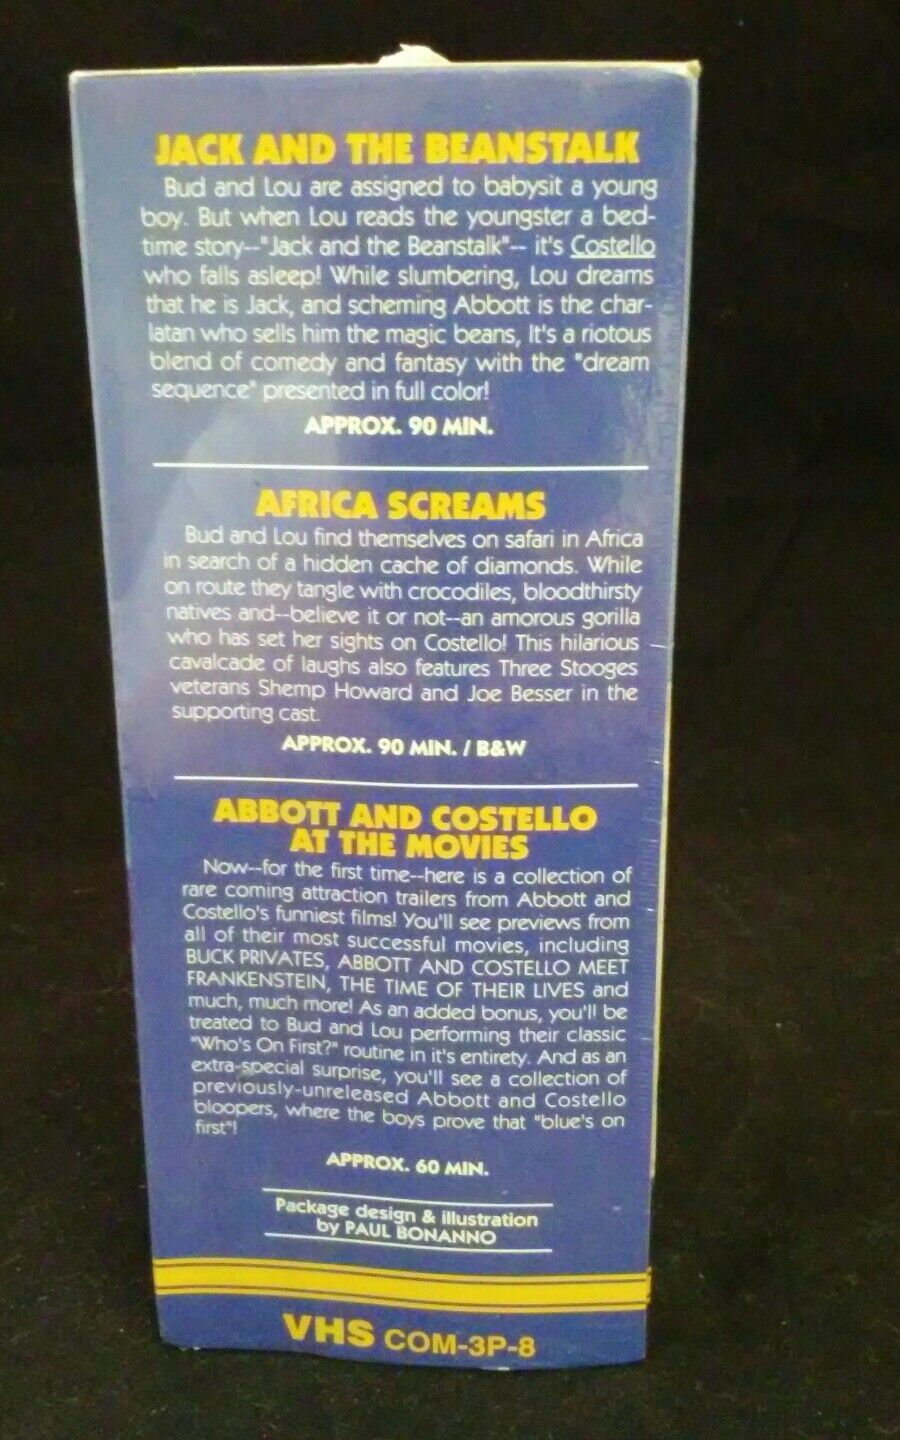 JACK AND THE BEANSTALK
Bud and Lou are assigned to babysit a young
boy. But when Lou reads the youngster a bed-
time story--"Jack and the Beanstalk"-- it's Costello
who falls asleep! While slumbering, Lou dreams
that he is Jack, and scheming Abbott is the char-
latan who sells him the magic beans, It's a riotous
blend of comedy and fantasy with the "dream
sequence" presented in full color!
APPROX. 90 MIN.
AFRICA SCREAMS
Bud and Lou find themselves on safari in Africa
in search of a hidden cache of diamonds. While
on route they tangle with crocodiles, bloodthirsty
natives and--believe it or not--an amorous gorilla
who has set her sights on Costello! This hilarious
cavalcade of laughs also features Three Stooges
veterans Shemp Howard and Joe Besser in the
supporting cast.
APPROX. 90 MIN. / B&W
ABBOTT AND COSTELLO
AT THE MOVIES
Now--for the first time--here is a collection of
rare coming attraction trailers from Abbott and
Costello's funniest films! You'll see previews from
all of their most successful movies, including
BUCK PRIVATES, ABBOTT AND COSTELLO MEET
FRANKENSTEIN, THE TIME OF THEIR LIVES and
much, much more! As an added bonus, you'll be
treated to Bud and Lou performing their classic
"Who's On First?" routine in it's entirety. And as an
extra-special surprise, you'll see a collection of
previously-unreleased Abbott and Costello
bloopers, where the boys prove that "blue's on
first"!
APPROX. 60 MIN.
Package design & illustration
by PAUL BONANNO
VHS COM-3P-8